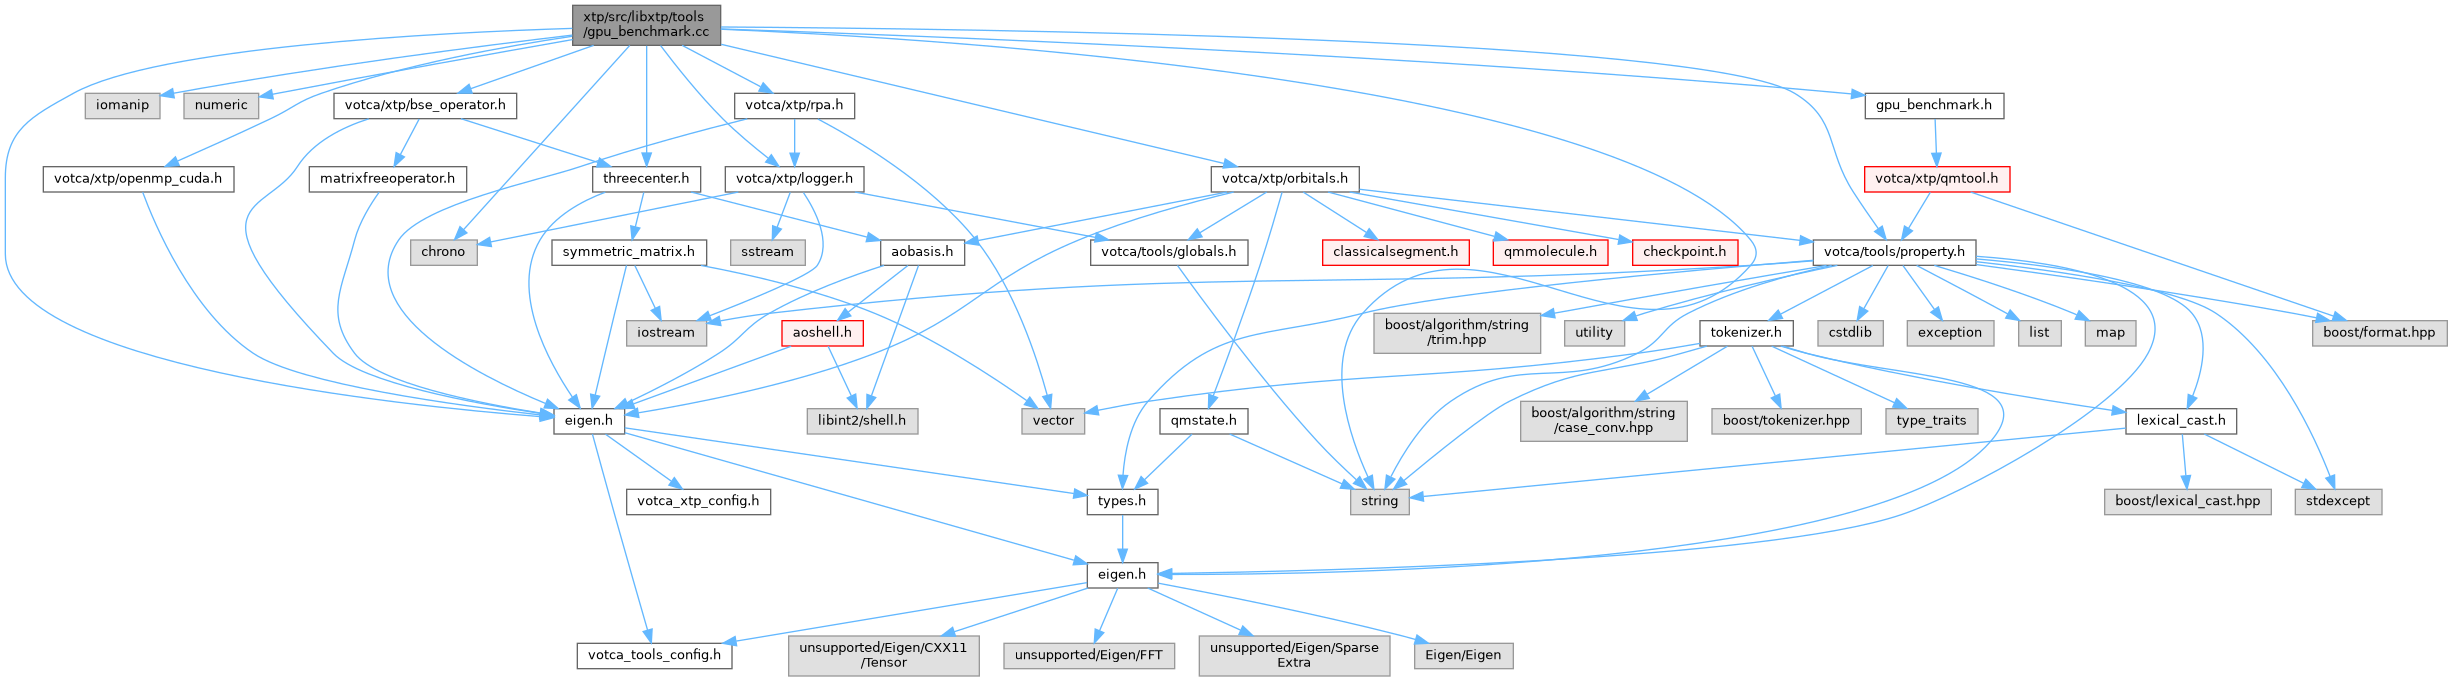 xtp/src/libxtp/tools
/gpu_benchmark.cc
iomanip
numeric
votca/xtp/bse_operator.h
votca/xtp/rpa.h
gpu_benchmark.h
votca/xtp/openmp_cuda.h
matrixfreeoperator.h
threecenter.h
votca/xtp/logger.h
votca/xtp/orbitals.h
votca/xtp/qmtool.h
chrono
symmetric_matrix.h
sstream
aobasis.h
votca/tools/globals.h
classicalsegment.h
qmmolecule.h
checkpoint.h
votca/tools/property.h
iostream
aoshell.h
boost/algorithm/string
/trim.hpp
utility
tokenizer.h
cstdlib
exception
list
map
boost/format.hpp
eigen.h
libint2/shell.h
vector
qmstate.h
boost/algorithm/string
/case_conv.hpp
boost/tokenizer.hpp
type_traits
lexical_cast.h
votca_xtp_config.h
types.h
string
boost/lexical_cast.hpp
stdexcept
eigen.h
votca_tools_config.h
unsupported/Eigen/CXX11
/Tensor
unsupported/Eigen/FFT
unsupported/Eigen/Sparse
Extra
Eigen/Eigen